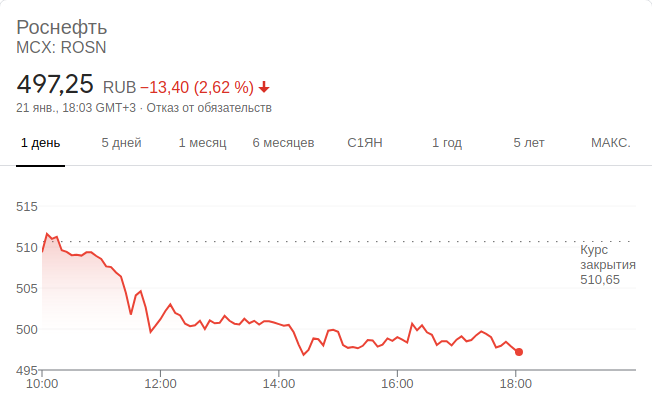 Роснефть
MCX: ROSN
497,25 RUB −13,40 (2,62 %)
21 янв., 18:03 GMT+3 · Отказ от обязательств
1 день 5 дней 1 месяц 6 месяцев С1ЯН 1 год 5 лет МАКС.
515
510
505
500
495
Курс
закрытия
510,65
10:00 12:00 14:00 16:00 18:00